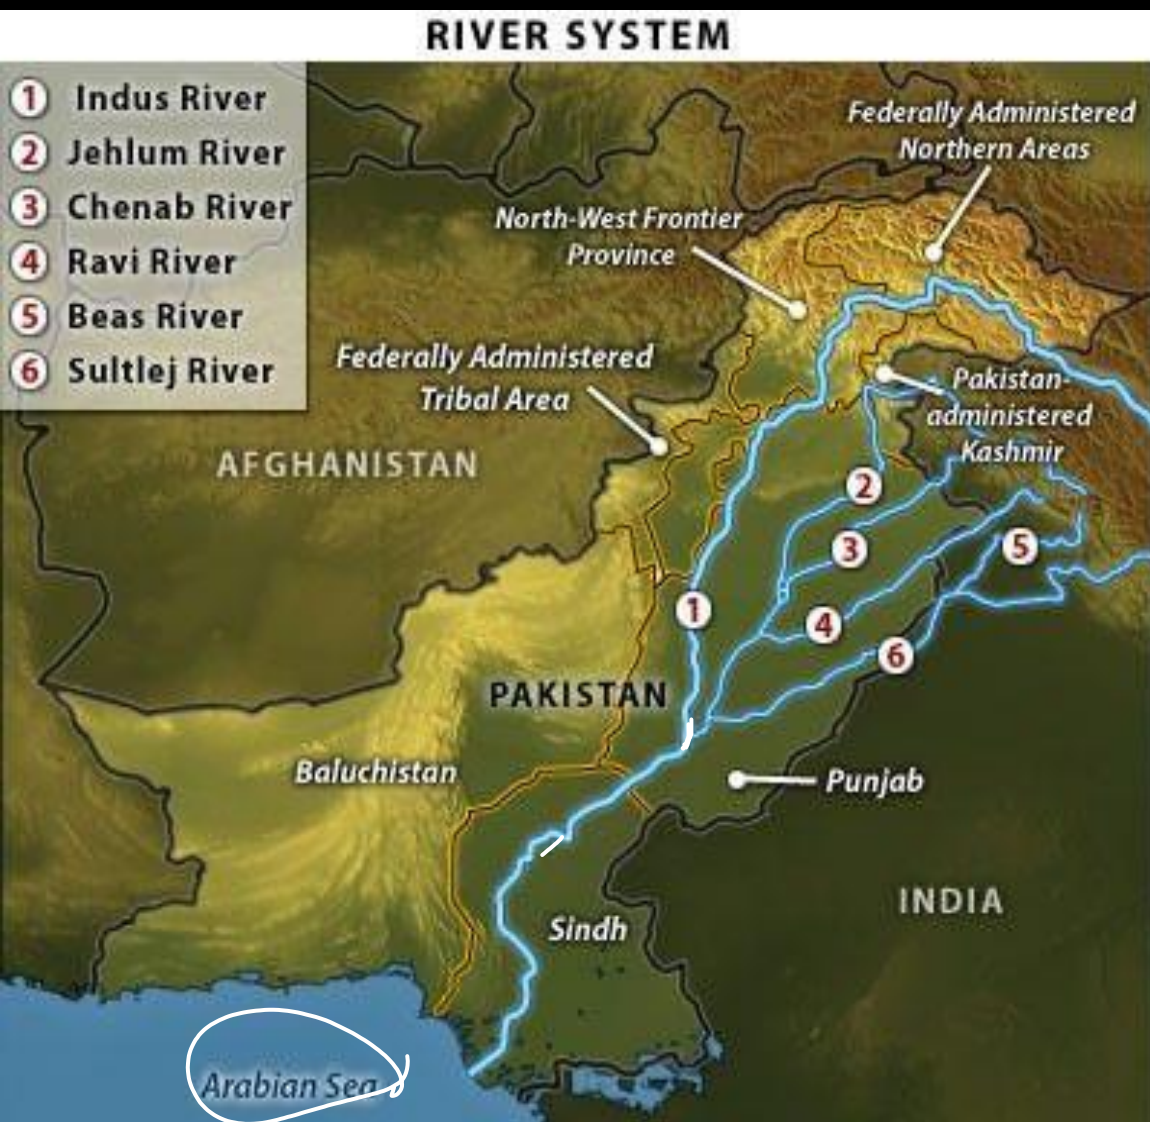 RIVER SYSTEM
1 Indus River
2 Jehlum River
3 Chenab River
4 Ravi River
5 Beas River
6 Sultlej River
Federally Administered
Northern Areas
North-West Frontier
Province
Federally Administered
Tribal Area
Pakistan-
administered
Kashmir
AFGHANISTAN
2
3
5
1
4
6
PAKISTAN
Baluchistan
Punjab
INDIA
Sindh
Arabian Sea